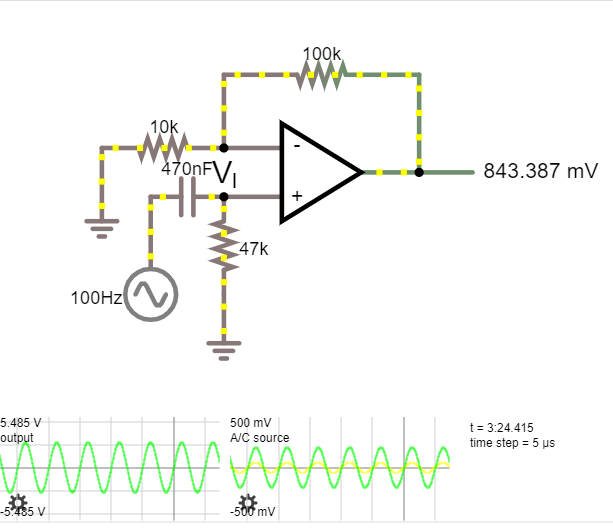 100k
10k
-
470nF
VI
+
843.387 mV
47k
100Hz
5.485 V
output
-5.485 V
500 mV
A/C source
-500 mV
t = 3:24.415
time step = 5 µs